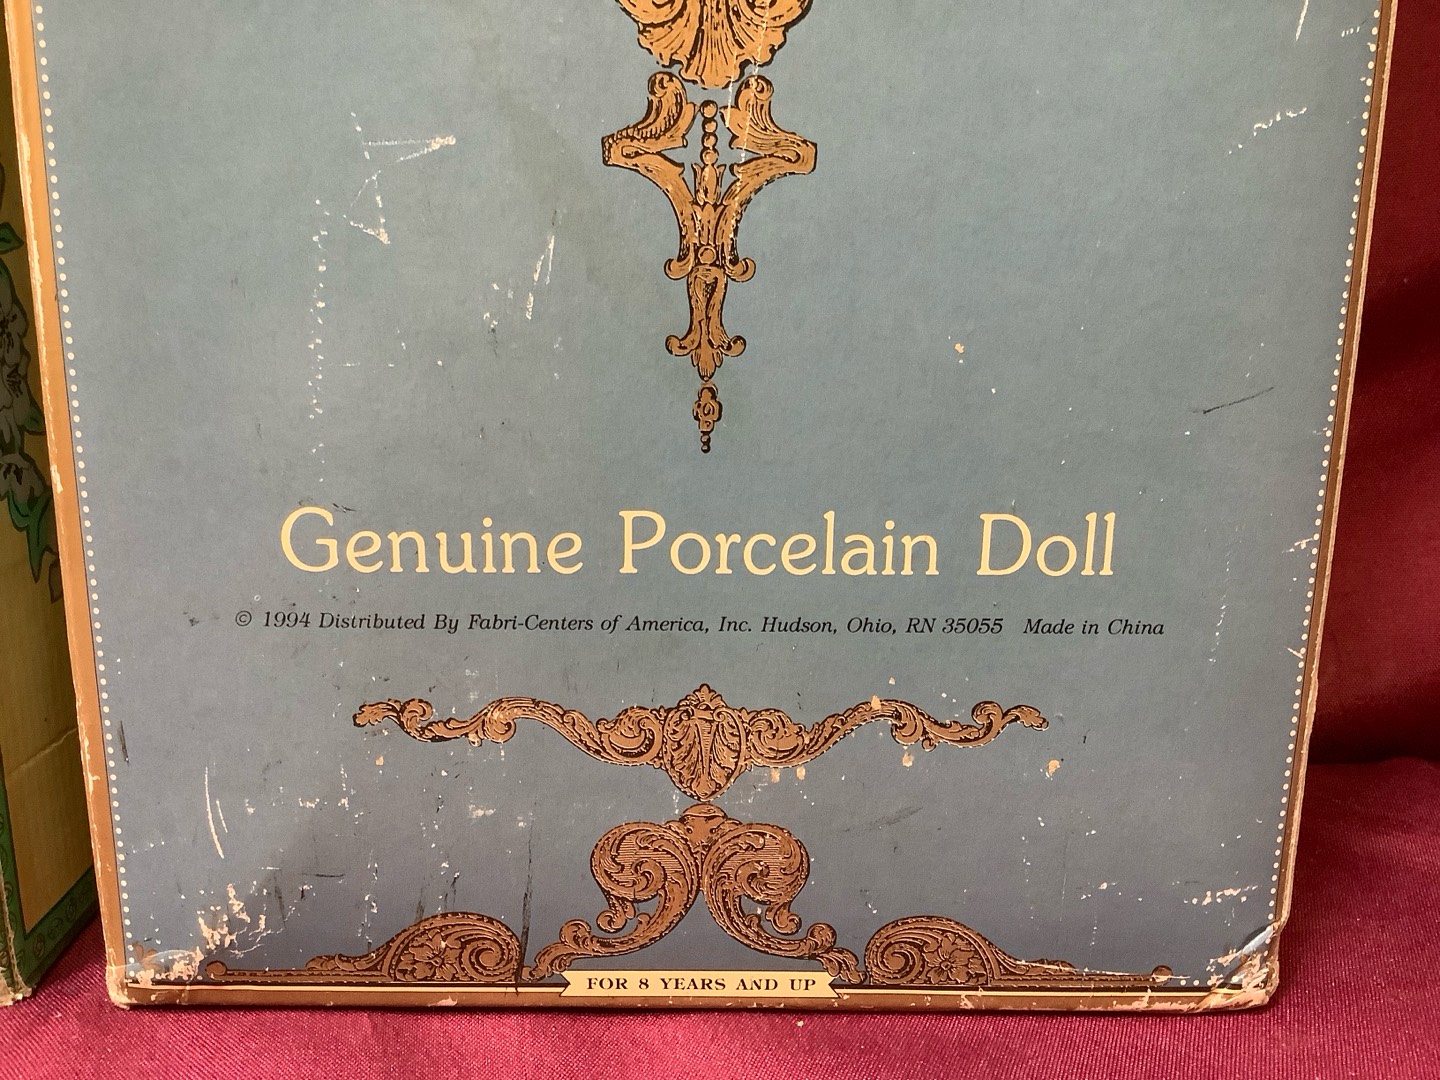 Genuine Porcelain Doll
© 1994 Distributed By Fabri-Centers of America, Inc. Hudson, Ohio, RN 35055 Made in China
FOR 8 YEARS AND UP